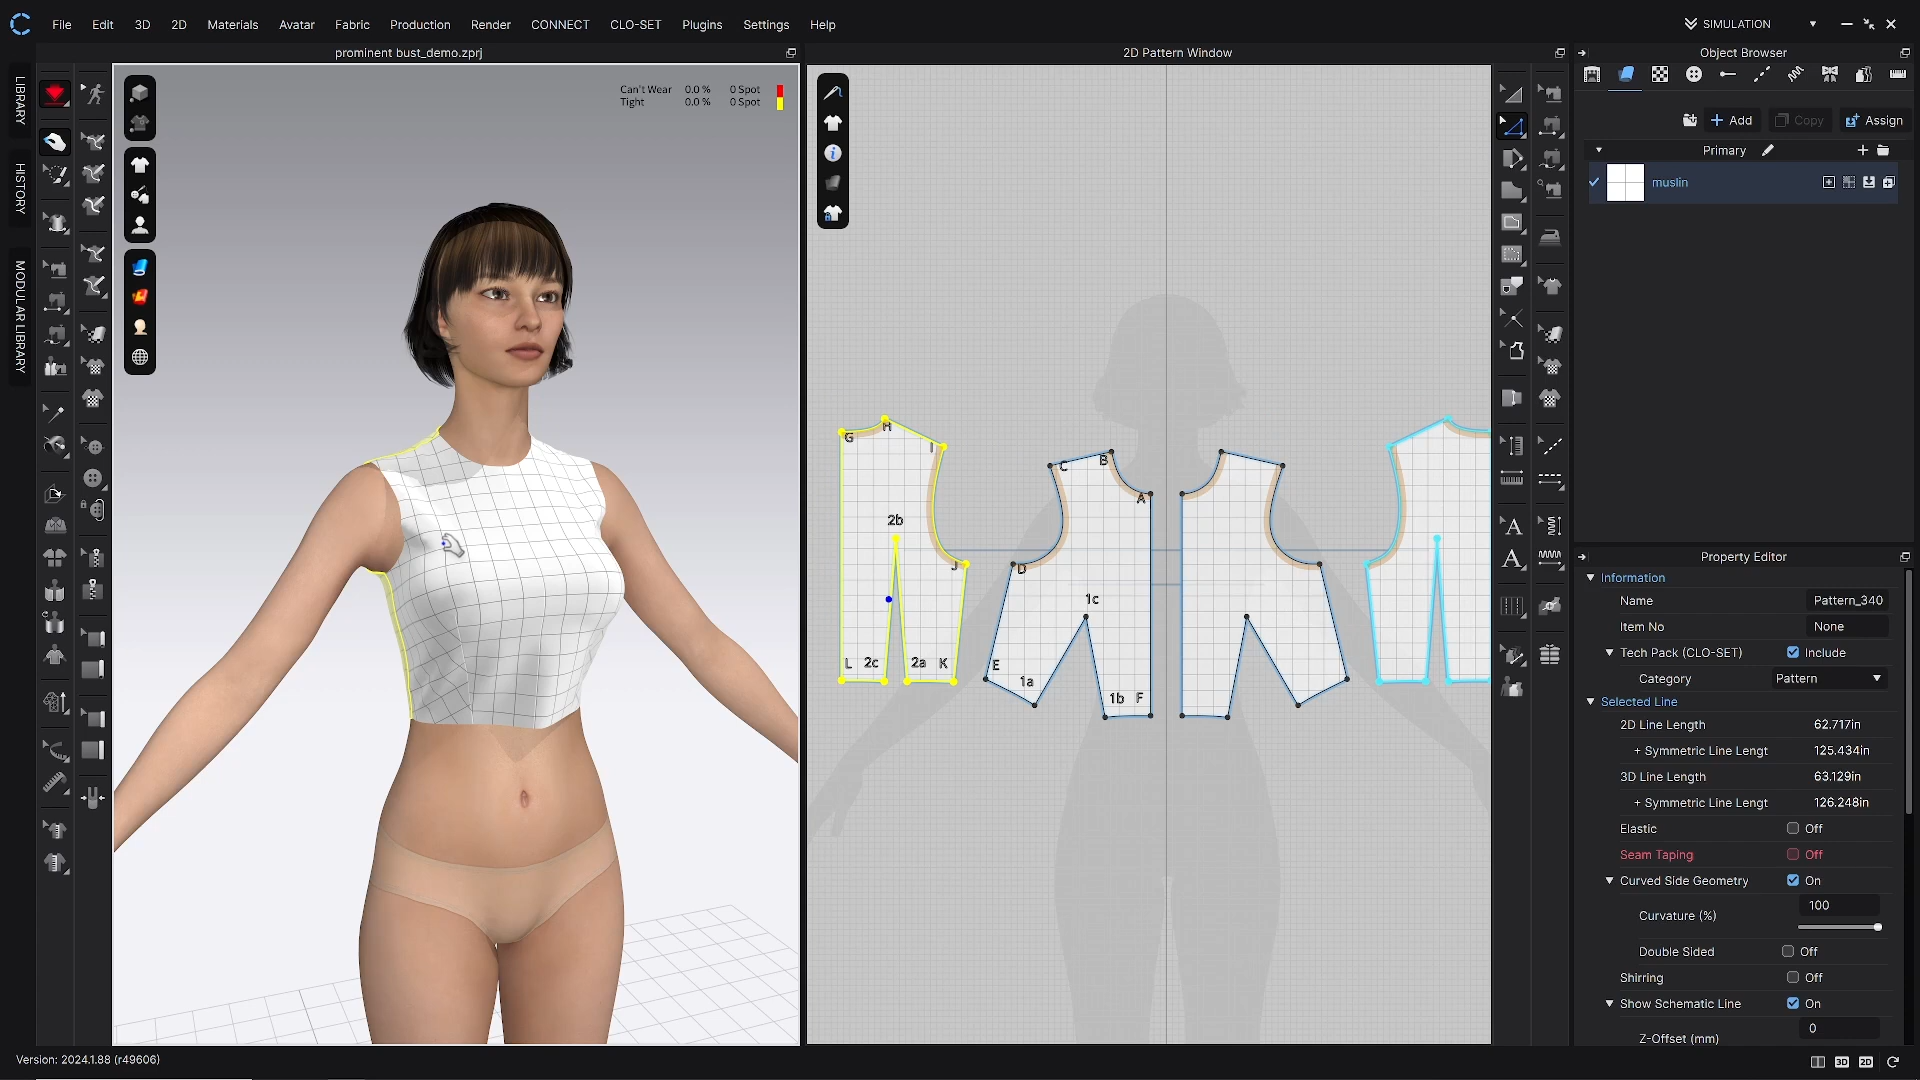 File Edit 3D 2D Materials Avatar Fabric Production Render CONNECT CLO-SET Plugins Settings Help
SIMULATION
prominent bust_demo.zprj
2D Pattern Window
Object Browser
LIBRARY
HISTORY
MODULAR LIBRARY
Can't Wear 0.0 % 0 Spot
Tight 0.0 % 0 Spot
Add
Copy
Assign
Primary
muslin
G
H
I
C
B
A
2b
J
D
1c
L 2c 2a K
E
1a
1b F
A
A
Property Editor
Information
Name Pattern_340
Item No None
Tech Pack (CLO-SET) Include
Category Pattern
Selected Line
2D Line Length 62.717in
+ Symmetric Line Lengt 125.434in
3D Line Length 63.129in
+ Symmetric Line Lengt 126.248in
Elastic Off
Seam Taping Off
Curved Side Geometry On
Curvature (%) 100
Double Sided Off
Shirring Off
Show Schematic Line On
Z-Offset (mm) 0
Version: 2024.1.88 (r49606)
3D 2D